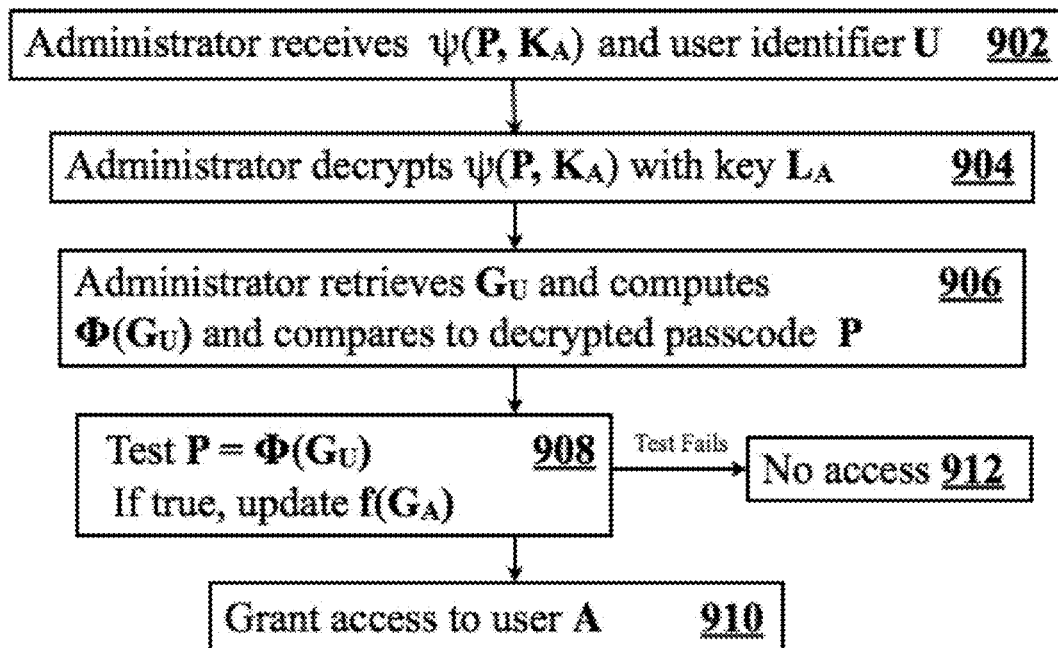 Administrator receives ψ(P, K_A) and user identifier U 902
Administrator decrypts ψ(P, K_A) with key L_A 904
Administrator retrieves G_U and computes 906
Φ(G_U) and compares to decrypted passcode P
Test P = Φ(G_U) 908
If true, update f(G_A)
Test Fails
No access 912
Grant access to user A 910